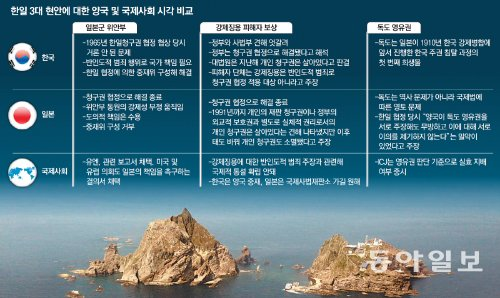 한일 3대 현안에 대한 양국 및 국제사회 시각 비교
일본군 위안부
강제징용 피해자 보상
독도 영유권
한국
-1965년 한일청구권 협정 협상 당시
거론 안 된 문제
-반인도적 범죄 행위로 국가 책임 필요
-한일 협정에 의한 중재위 구성해 해결
-정부와 사법부 견해 엇갈려
-정부는 청구권 협정으로 해결됐다고 해석
-대법원은 지난해 개인 청구권은 살아있다고 판결
-피해자 단체는 강제징용은 반인도적 범죄로
청구권 협정 적용 대상 아니라고 주장
-독도는 일본이 1910년 한국 강제병합에
앞서 진행한 한국 주권 침탈 과정의
첫 번째 희생물
일본
-청구권 협정으로 해결 종료
-위안부 동원의 강제성 부정 움직임
-도의적 책임은 수용
-중재위 구성 거부
-청구권 협정으로 해결 종료
-1991년까지 개인의 재판 청구권이나 정부의
외교적 보호권과 별도로 실체적 권리로서의
개인 청구권은 살아있다는 견해 나타냈지만 이후
태도 바꿔 개인 청구권도 소멸했다고 주장
-독도는 역사 문제가 아니라 국제법에
따른 영토 문제
-한일 협정 당시 "양국이 독도 영유권을
서로 주장해도 무방하고 이에 대해 서로
이의를 제기하지 않는다"는 밀약이
있었다고 주장
국제사회
-유엔, 관련 보고서 채택, 미국 및
유럽 의회도 일본의 책임을 촉구하는
결의서 채택
-강제징용에 대한 반인도적 범죄 주장과 관련해
국제적 통설 확립 안돼
-한국은 양국 중재, 일본은 국제사법재판소 가길 원해
-ICJ는 영유권 판단 기준으로 실효 지배
여부 중시
동아일보